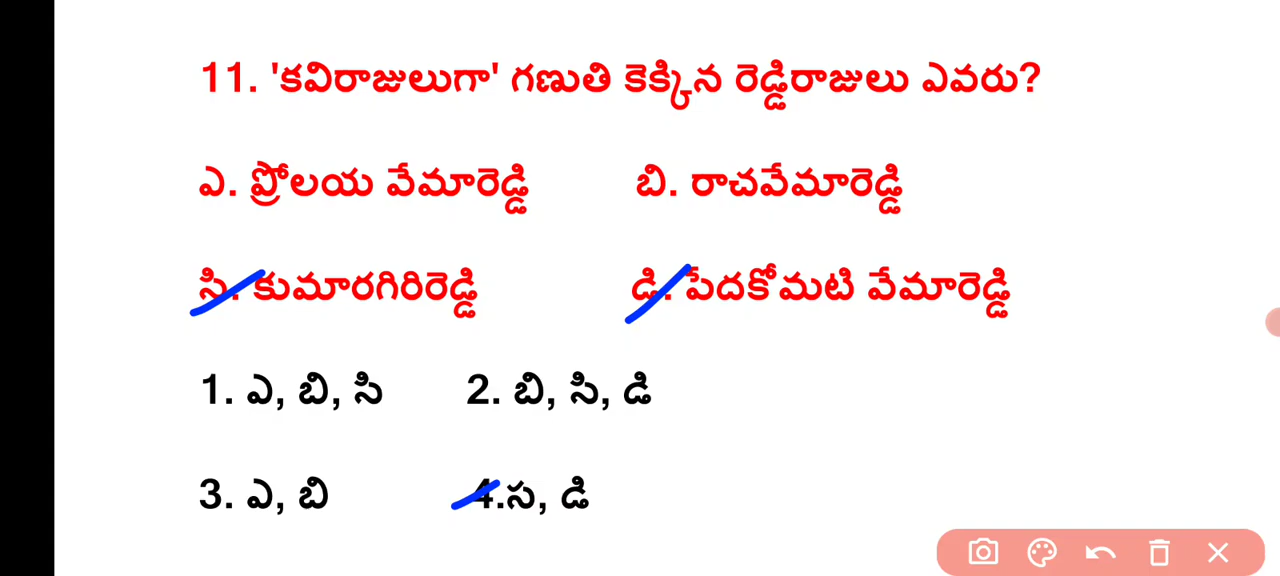 11. 'కవిరాజులుగా' గణుతి కెక్కిన రెడ్డిరాజులు ఎవరు?
ఎ. ప్రోలయ వేమారెడ్డి బి. రాచవేమారెడ్డి
సి. కుమారగిరిరెడ్డి డి. పేదకోమటి వేమారెడ్డి
1. ఎ, బి, సి 2. బి, సి, డి
3. ఎ, బి 4.స, డి